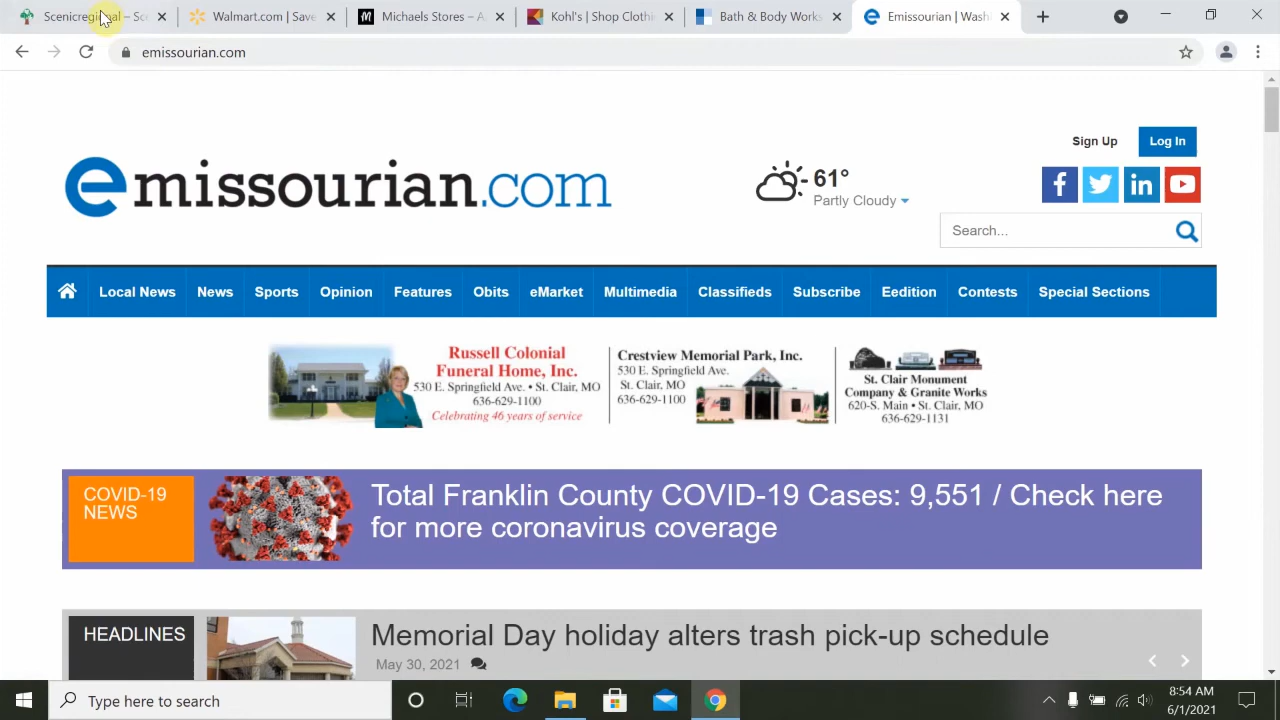 Scenicregional – Sc
Walmart.com | Save
Michaels Stores – A
Kohl's | Shop Clothin
Bath & Body Works
Emissourian | Wash
emissourian.com
Sign Up
Log In
emissourian.com
61°
Partly Cloudy
Search...
Local News
News
Sports
Opinion
Features
Obits
eMarket
Multimedia
Classifieds
Subscribe
Eedition
Contests
Special Sections
Russell Colonial
Funeral Home, Inc.
530 E. Springfield Ave. • St. Clair, MO
636-629-1100
Celebrating 46 years of service
Crestview Memorial Park, Inc.
530 E. Springfield Ave.
St. Clair, MO
636-629-1100
St. Clair Monument
Company & Granite Works
620-S. Main • St. Clair, MO
636-629-1131
COVID-19
NEWS
Total Franklin County COVID-19 Cases: 9,551 / Check here
for more coronavirus coverage
HEADLINES
Memorial Day holiday alters trash pick-up schedule
May 30, 2021
Type here to search
8:54 AM
6/1/2021